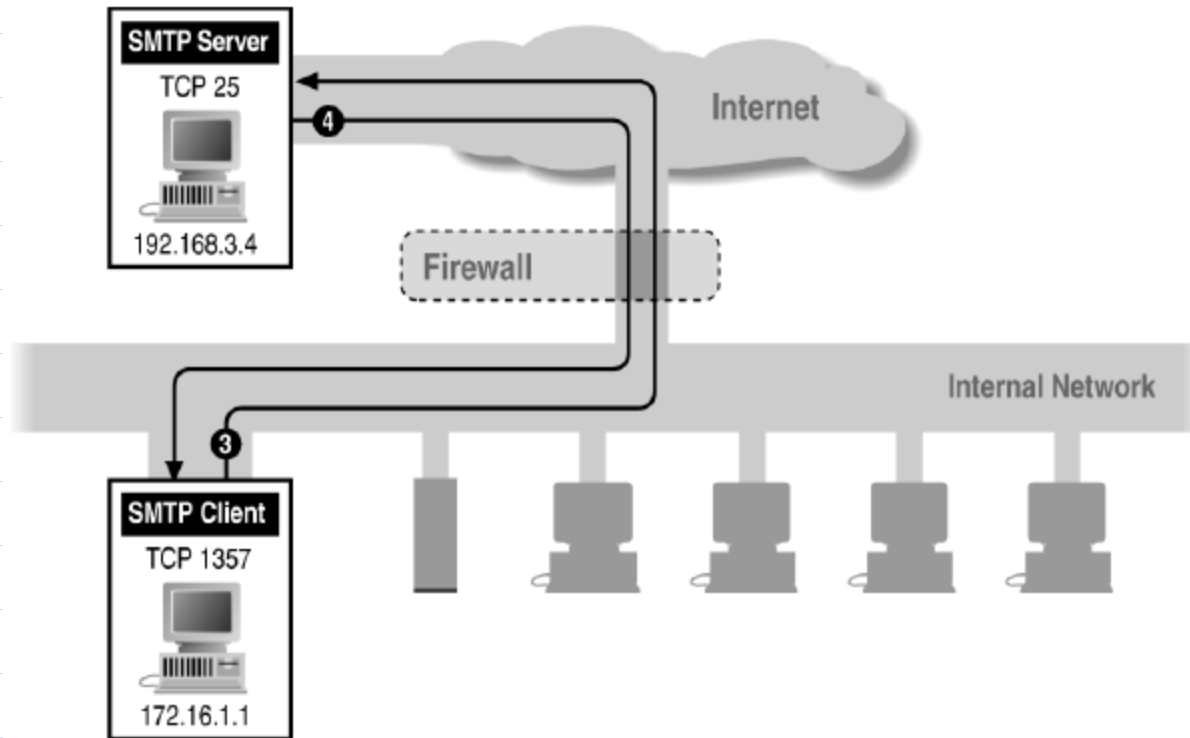 SMTP Server
TCP 25
192.168.3.4
4
Internet
Firewall
Internal Network
3
SMTP Client
TCP 1357
172.16.1.1